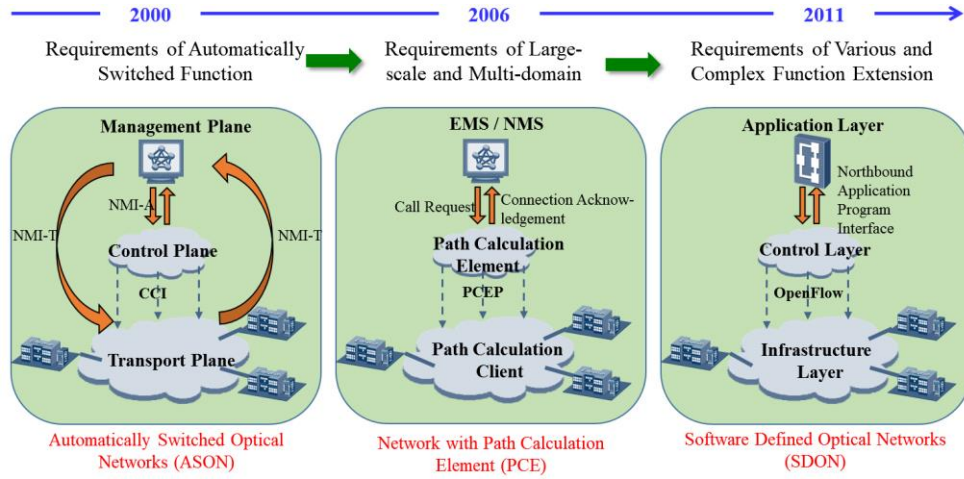 2000
2006
2011
Requirements of Automatically
Switched Function
Requirements of Large-
scale and Multi-domain
Requirements of Various and
Complex Function Extension
Management Plane
NMI-A
NMI-T
NMI-T
Control Plane
CCI
Transport Plane
Automatically Switched Optical
Networks (ASON)
EMS / NMS
Call Request
Connection Acknow-
ledgement
Path Calculation
Element
PCEP
Path Calculation
Client
Network with Path Calculation
Element (PCE)
Application Layer
Northbound
Application
Program
Interface
Control Layer
OpenFlow
Infrastructure
Layer
Software Defined Optical Networks
(SDON)